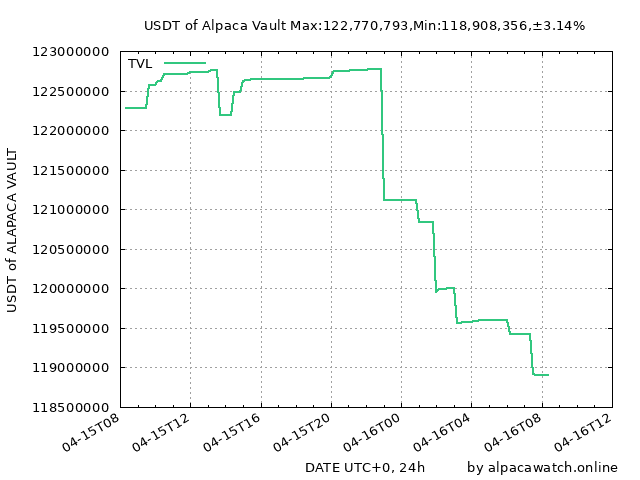 USDT of Alpaca Vault Max:122,770,793,Min:118,908,356,±3.14%
TVL
123000000
122500000
122000000
121500000
121000000
120500000
120000000
119500000
119000000
118500000
USDT of ALAPACA VAULT
04-15T08
04-15T12
04-15T16
04-15T20
04-16T00
04-16T04
04-16T08
04-16T12
DATE UTC+0, 24h
by alpacawatch.online